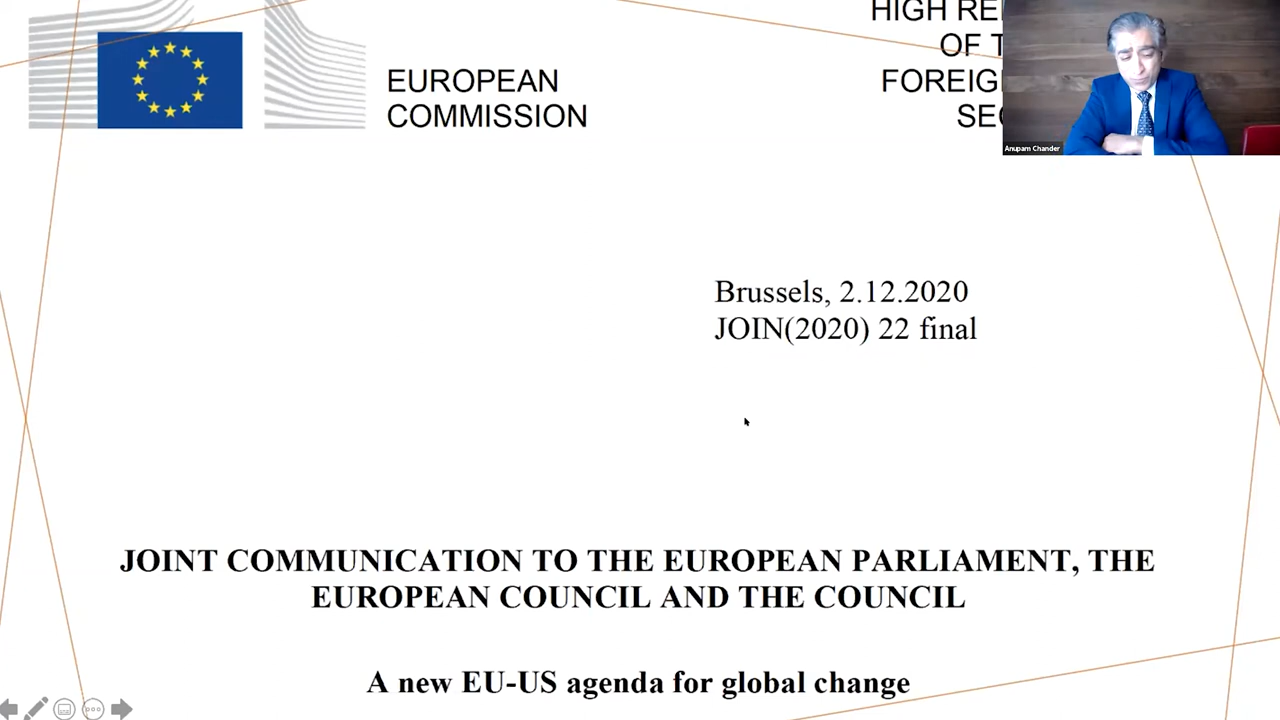 EUROPEAN
COMMISSION
HIGH RE
OF T
FOREIG
SEC
Anupam Chander
Brussels, 2.12.2020
JOIN(2020) 22 final
JOINT COMMUNICATION TO THE EUROPEAN PARLIAMENT, THE
EUROPEAN COUNCIL AND THE COUNCIL
A new EU-US agenda for global change